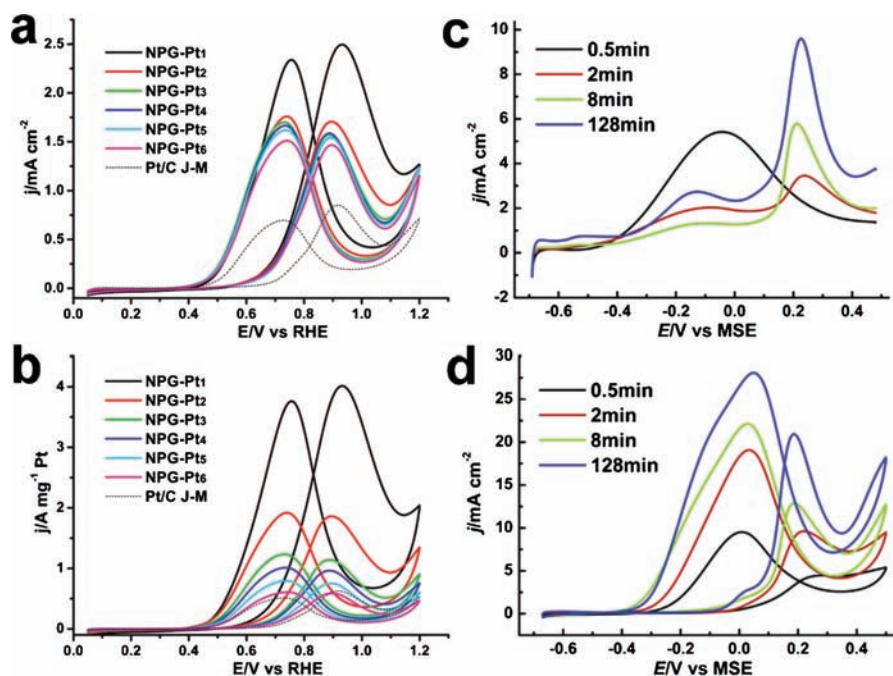 a
j/mA cm⁻²
2.5
2.0
1.5
1.0
0.5
0.0
NPG-Pt₁
NPG-Pt₂
NPG-Pt₃
NPG-Pt₄
NPG-Pt₅
NPG-Pt₆
Pt/C J-M
0.0 0.2 0.4 0.6 0.8 1.0 1.2
E/V vs RHE
c
j/mA cm⁻²
10
8
6
4
2
0
-2
0.5min
2min
8min
128min
-0.6 -0.4 -0.2 0.0 0.2 0.4
E/V vs MSE
b
j/A mg⁻¹ Pt
4
3
2
1
0
NPG-Pt₁
NPG-Pt₂
NPG-Pt₃
NPG-Pt₄
NPG-Pt₅
NPG-Pt₆
Pt/C J-M
0.0 0.2 0.4 0.6 0.8 1.0 1.2
E/V vs RHE
d
j/mA cm⁻²
30
25
20
15
10
5
0
0.5min
2min
8min
128min
-0.6 -0.4 -0.2 0.0 0.2 0.4
E/V vs MSE